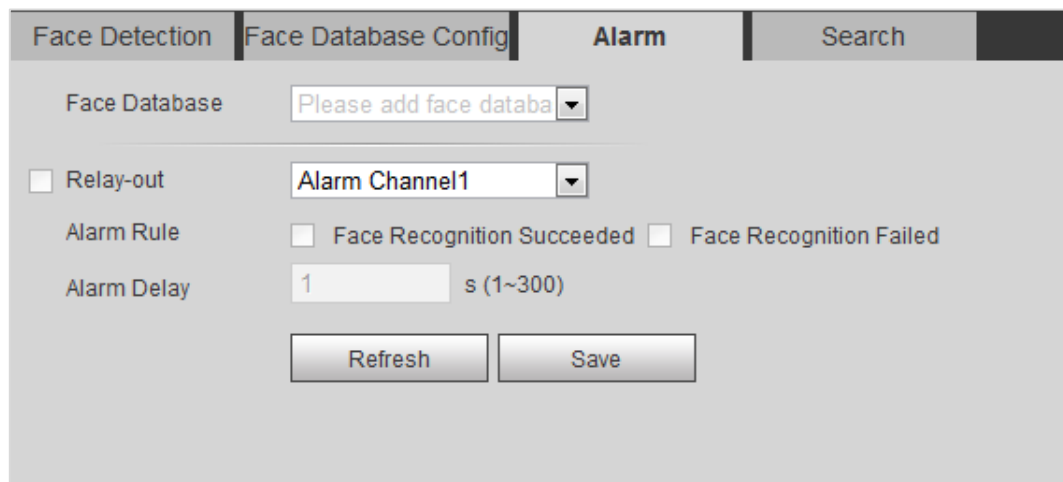 Face Detection Face Database Config Alarm Search
Face Database Please add face databa
Relay-out Alarm Channel1
Alarm Rule Face Recognition Succeeded Face Recognition Failed
Alarm Delay 1 s (1~300)
Refresh Save